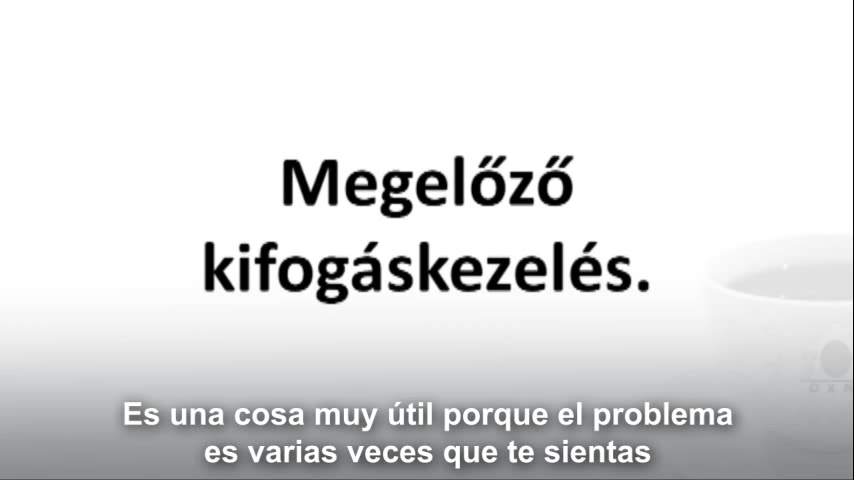 Megelőző
kifogáskezelés.
Es una cosa muy útil porque el problema
es varias veces que te sientas